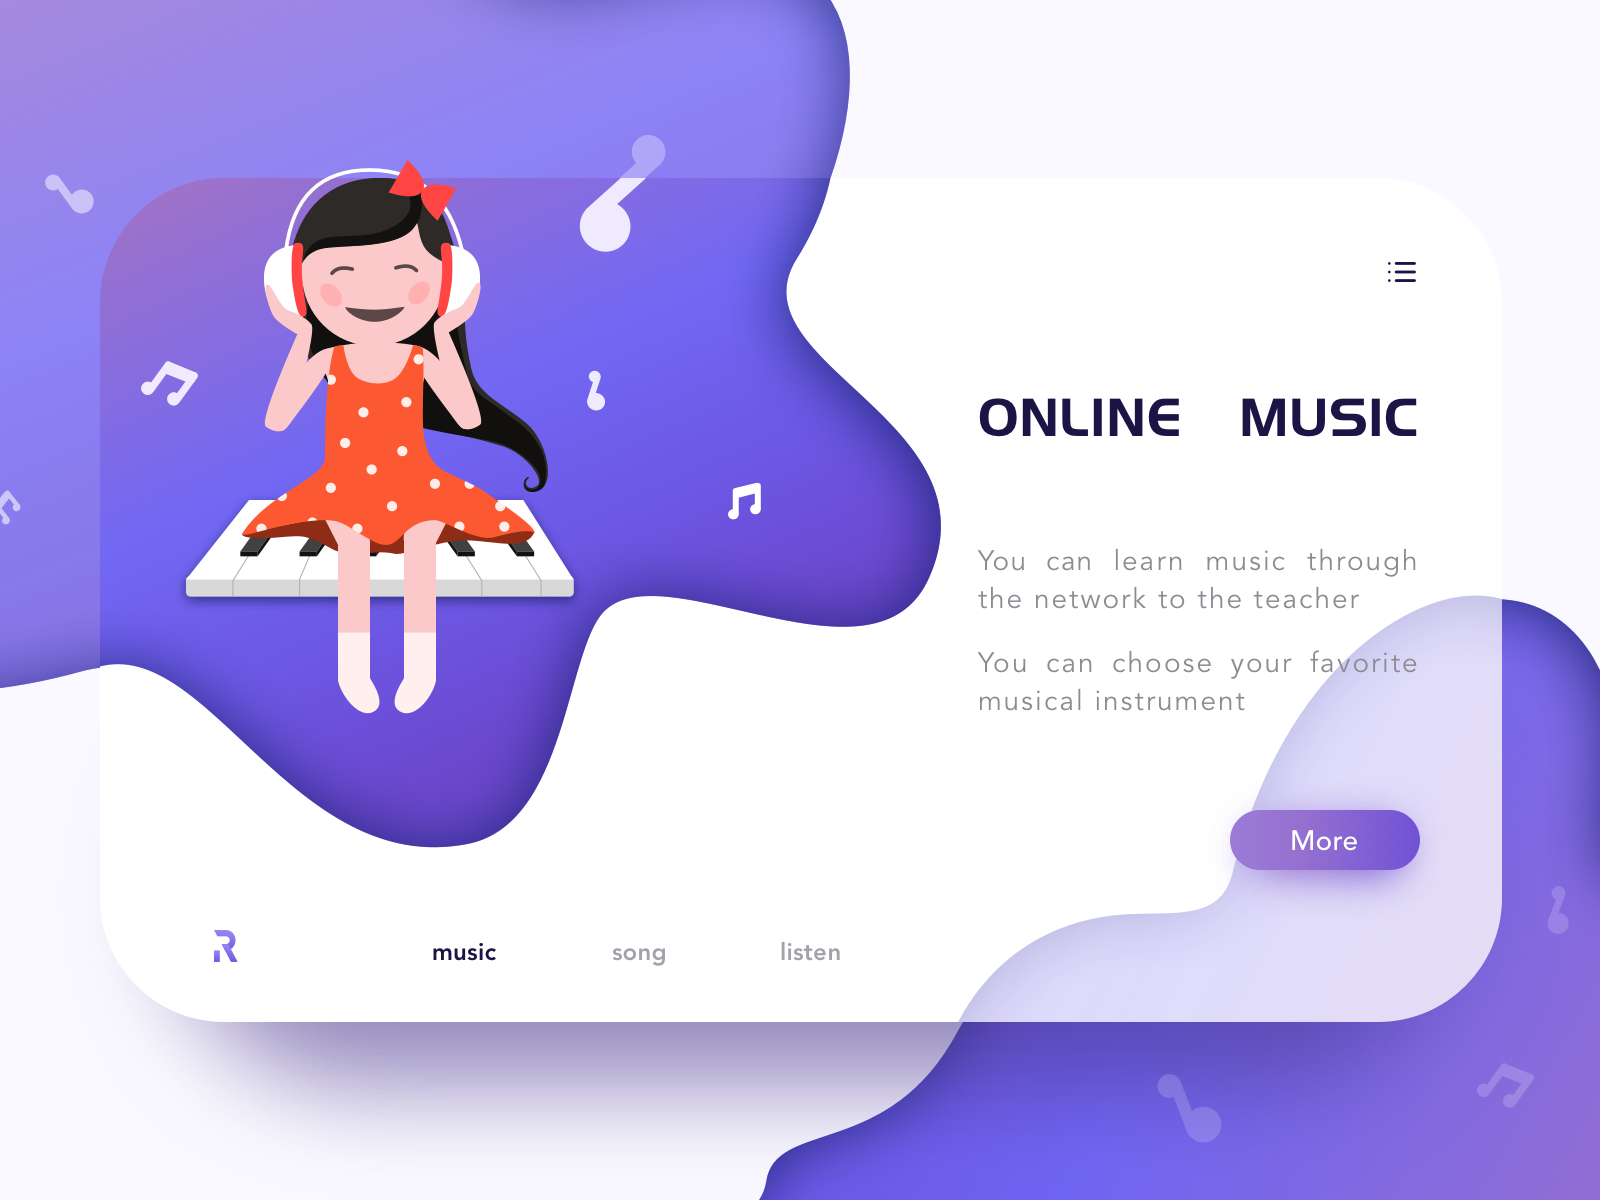 ONLINE MUSIC
You can learn music through
the network to the teacher
You can choose your favorite
musical instrument
More
R
music song listen